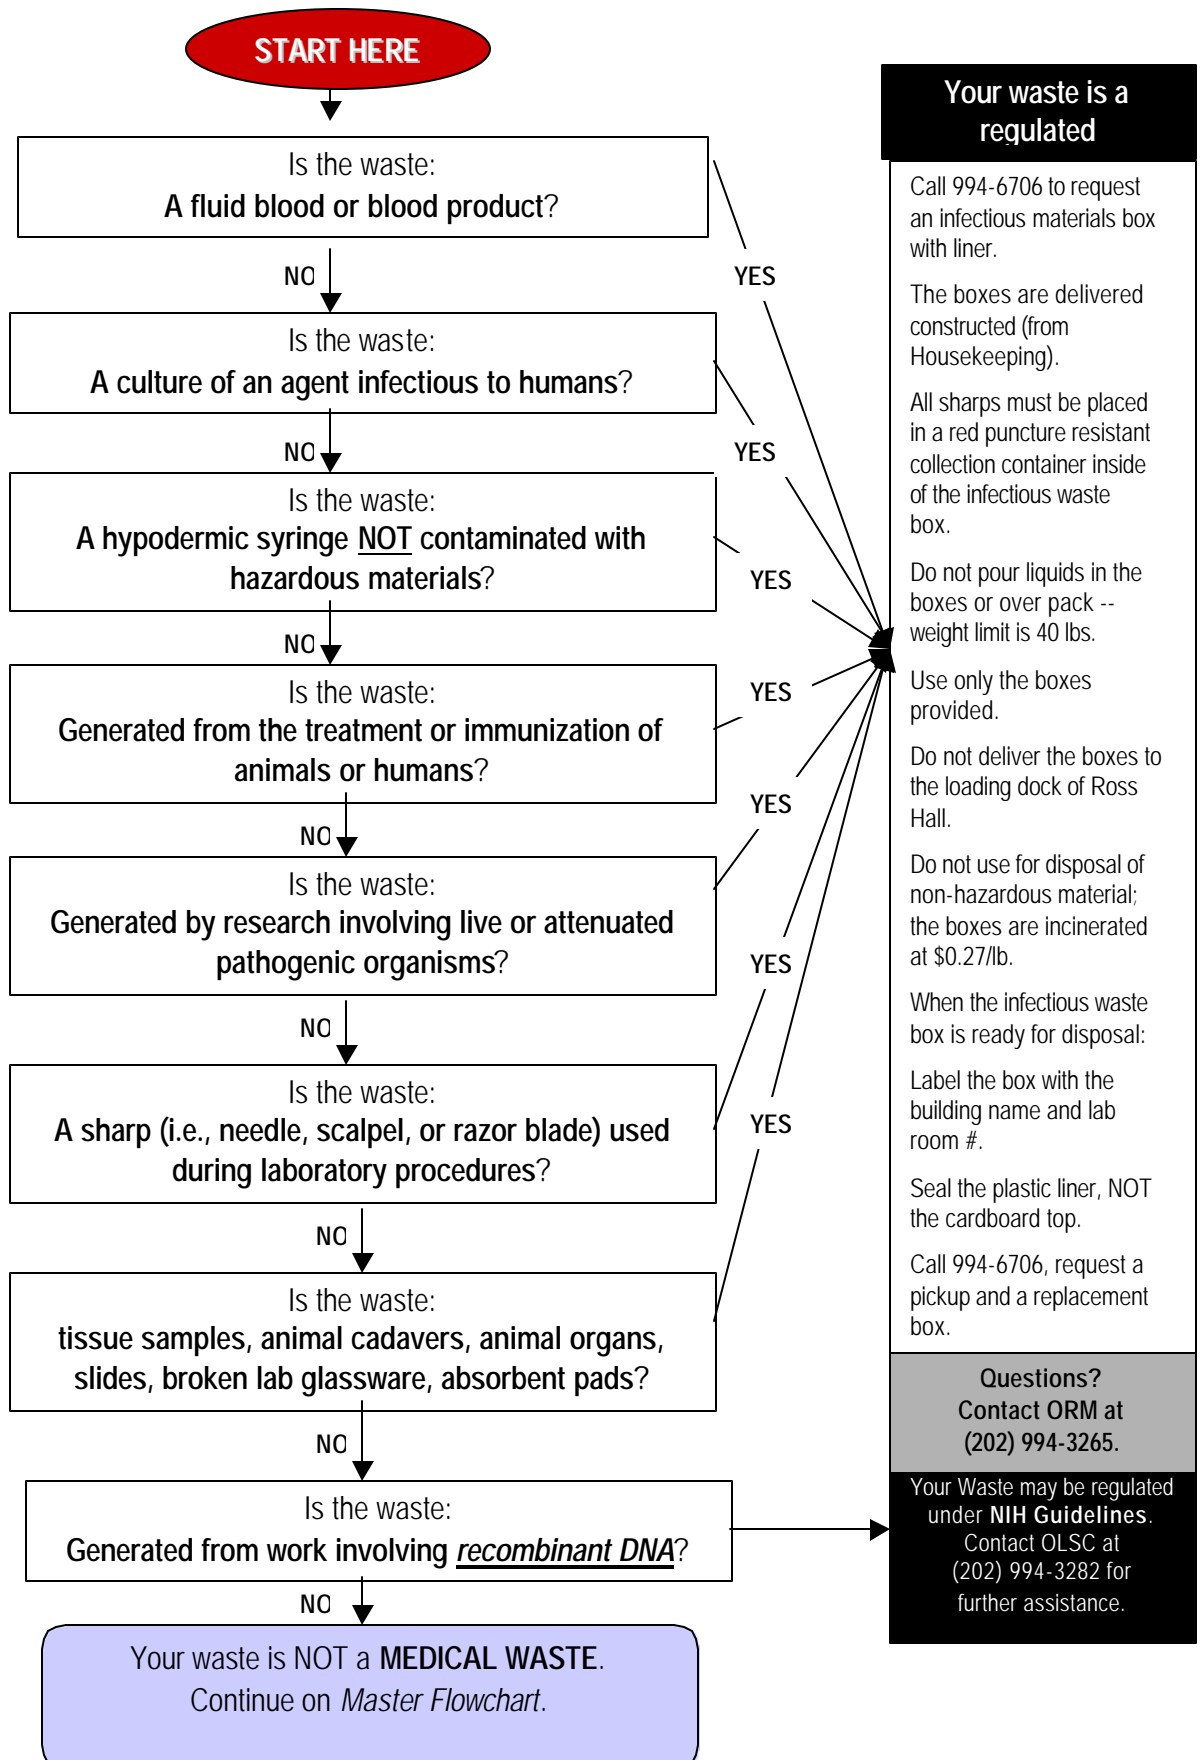 START HERE
Is the waste:
A fluid blood or blood product?
NO
YES
Is the waste:
A culture of an agent infectious to humans?
NO
YES
Is the waste:
A hypodermic syringe NOT contaminated with
hazardous materials?
NO
YES
Is the waste:
Generated from the treatment or immunization of
animals or humans?
NO
YES
Is the waste:
Generated by research involving live or attenuated
pathogenic organisms?
NO
YES
Is the waste:
A sharp (i.e., needle, scalpel, or razor blade) used
during laboratory procedures?
NO
YES
Is the waste:
tissue samples, animal cadavers, animal organs,
slides, broken lab glassware, absorbent pads?
NO
YES
Is the waste:
Generated from work involving recombinant DNA?
NO
Your waste is NOT a MEDICAL WASTE.
Continue on Master Flowchart.
Your waste is a
regulated
Call 994-6706 to request
an infectious materials box
with liner.
The boxes are delivered
constructed (from
Housekeeping).
All sharps must be placed
in a red puncture resistant
collection container inside
of the infectious waste
box.
Do not pour liquids in the
boxes or over pack --
weight limit is 40 lbs.
Use only the boxes
provided.
Do not deliver the boxes to
the loading dock of Ross
Hall.
Do not use for disposal of
non-hazardous material;
the boxes are incinerated
at $0.27/lb.
When the infectious waste
box is ready for disposal:
Label the box with the
building name and lab
room #.
Seal the plastic liner, NOT
the cardboard top.
Call 994-6706, request a
pickup and a replacement
box.
Questions?
Contact ORM at
(202) 994-3265.
Your Waste may be regulated
under NIH Guidelines.
Contact OLSC at
(202) 994-3282 for
further assistance.